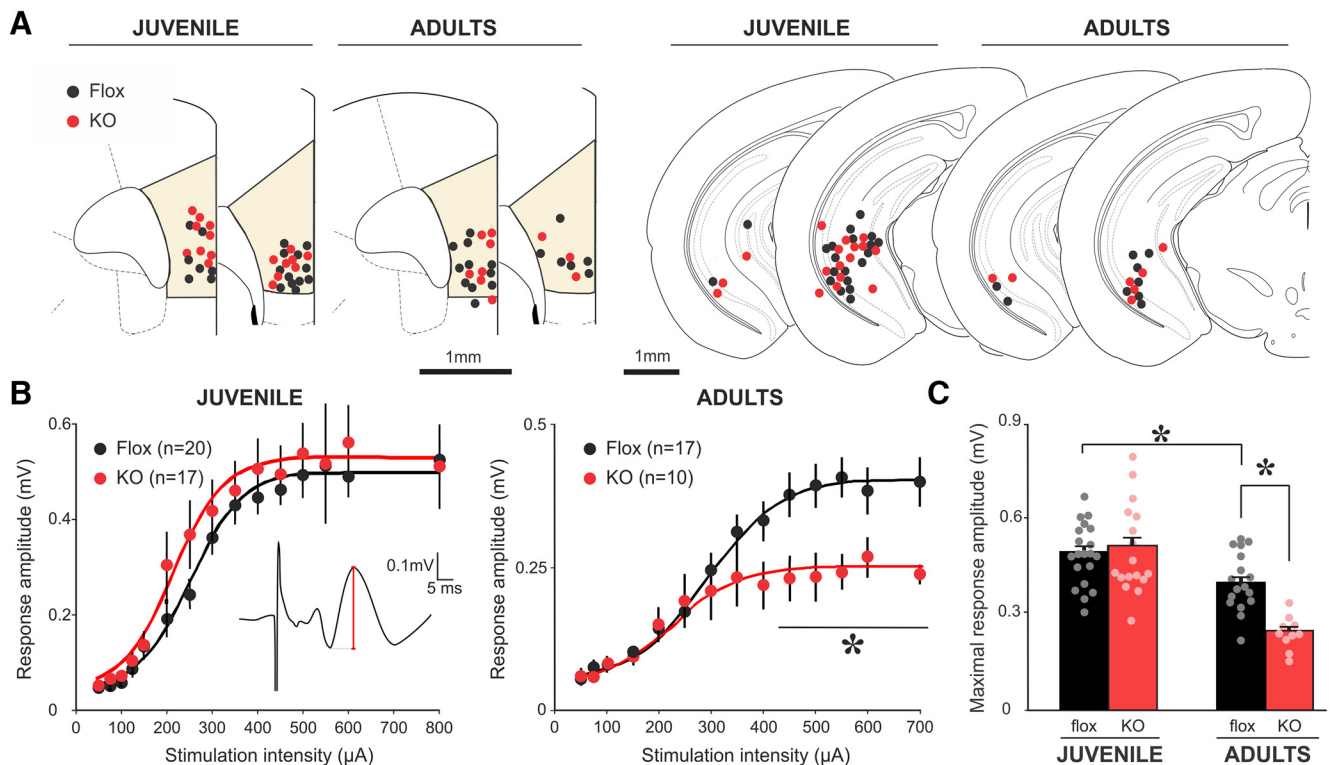 A
JUVENILE
ADULTS
JUVENILE
ADULTS
Flox
KO
1mm
1mm
B
JUVENILE
Response amplitude (mV)
0.6
0.4
0.2
0
Flox (n=20)
KO (n=17)
0.1mV
5 ms
0 100 200 300 400 500 600 700 800
Stimulation intensity (μA)
ADULTS
Response amplitude (mV)
0.5
0.25
0
Flox (n=17)
KO (n=10)
*
0 100 200 300 400 500 600 700
Stimulation intensity (μA)
C
Maximal response amplitude (mV)
0.9
0.6
0.3
0
*
*
flox KO flox KO
JUVENILE ADULTS